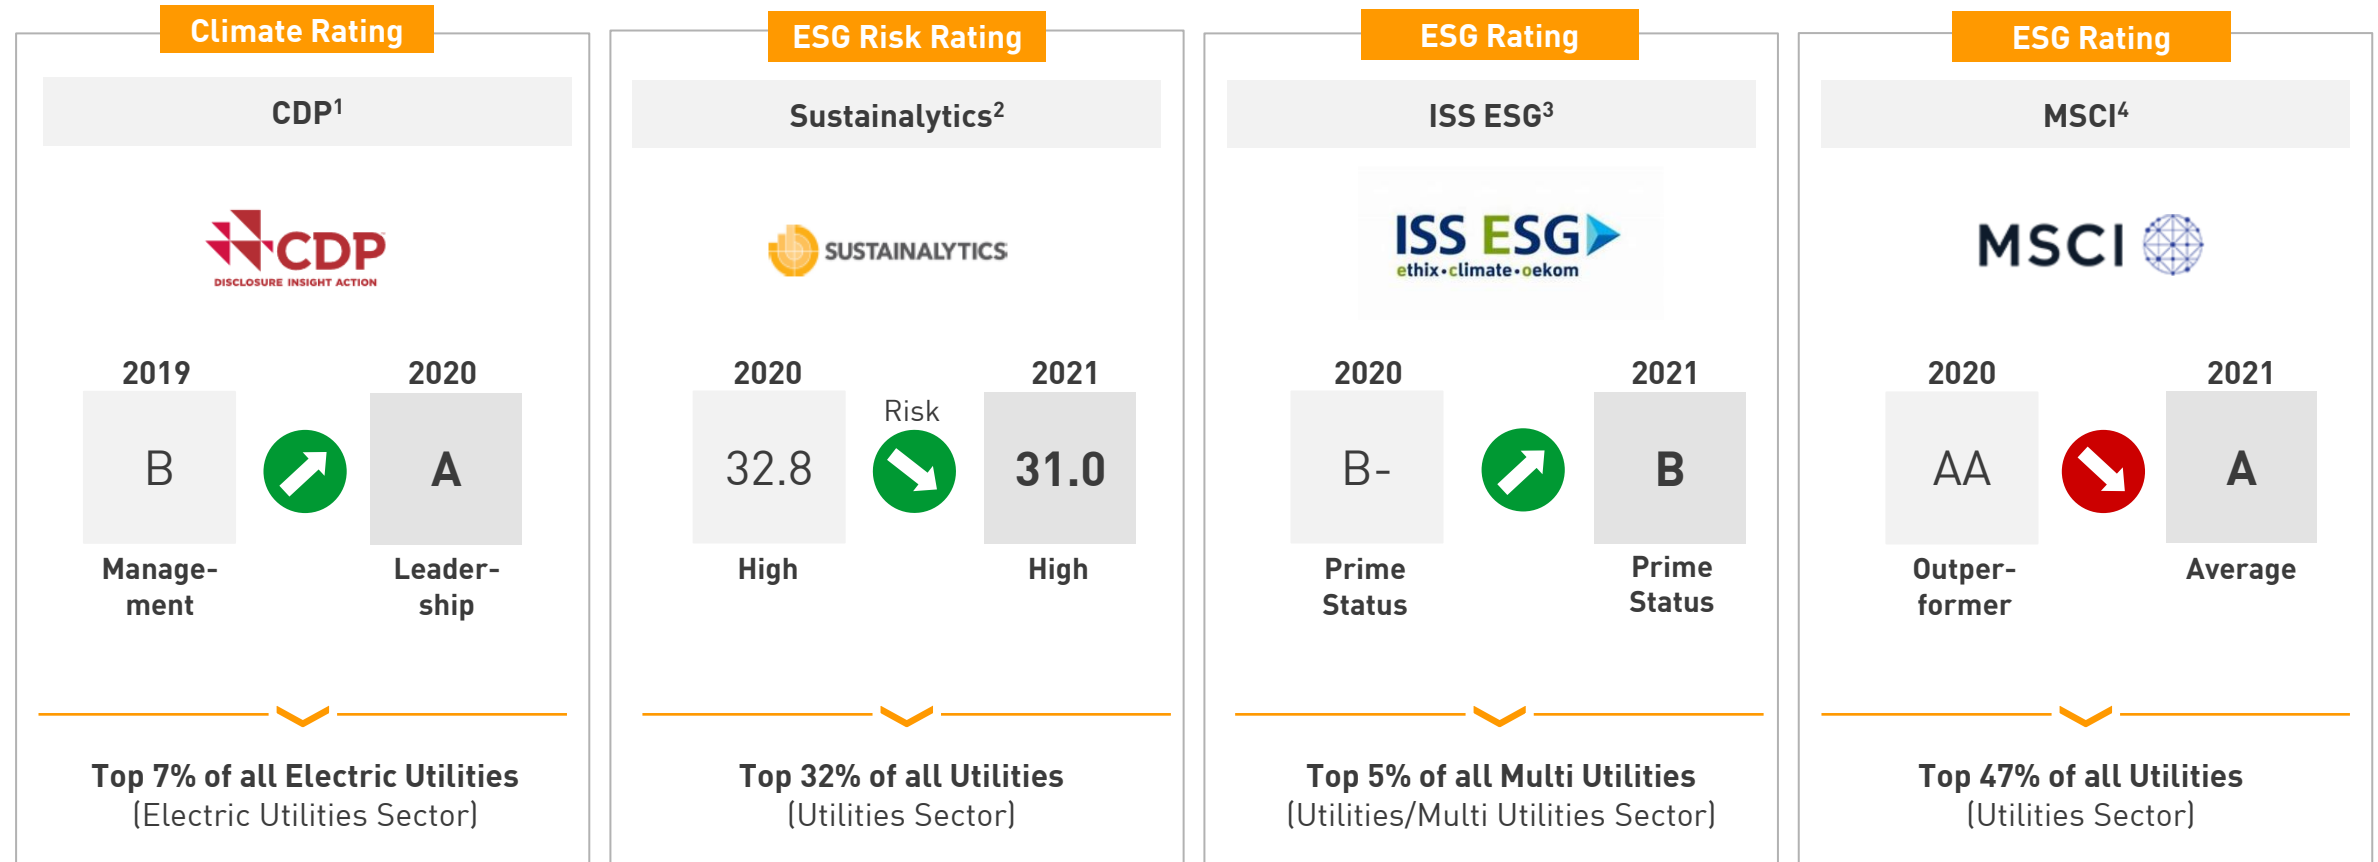 Climate Rating
CDP¹
CDP
DISCLOSURE INSIGHT ACTION
2019
2020
B
A
Manage-
ment
Leader-
ship
Top 7% of all Electric Utilities
(Electric Utilities Sector)
ESG Risk Rating
Sustainalytics²
SUSTAINALYTICS
2020
2021
Risk
32.8
31.0
High
High
Top 32% of all Utilities
(Utilities Sector)
ESG Rating
ISS ESG³
ISS ESG
ethix·climate·oekom
2020
2021
B-
B
Prime
Status
Prime
Status
Top 5% of all Multi Utilities
(Utilities/Multi Utilities Sector)
ESG Rating
MSCI⁴
MSCI
2020
2021
AA
A
Outper-
former
Average
Top 47% of all Utilities
(Utilities Sector)